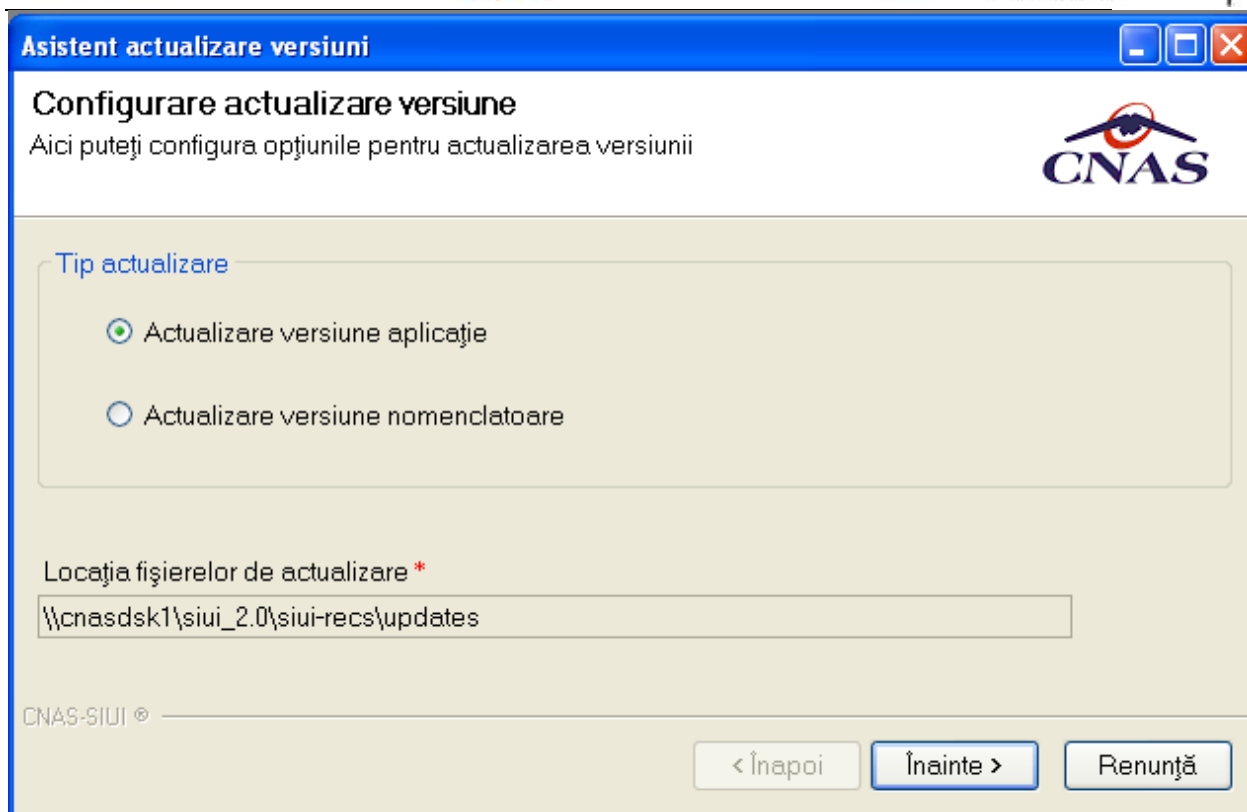 Asistent actualizare versiuni
Configurare actualizare versiune
Aici puteţi configura opţiunile pentru actualizarea versiunii
CNAS
Tip actualizare
Actualizare versiune aplicaţie
Actualizare versiune nomenclatoare
Locaţia fişierelor de actualizare *
\\cnasdsk1\siui_2.0\siui-recs\updates
CNAS-SIUI ®
< Înapoi
Înainte >
Renunţă